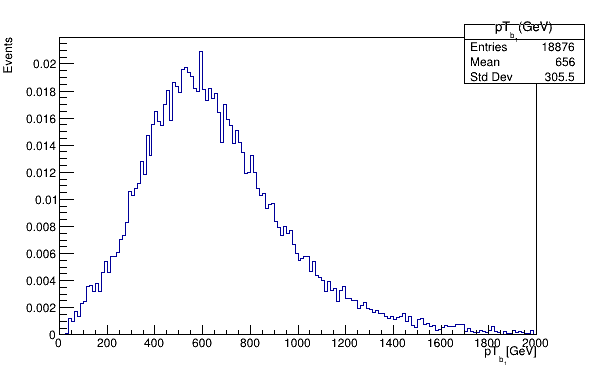 pT_b_1 (GeV)
Entries 18876
Mean 656
Std Dev 305.5
Events
0.02
0.018
0.016
0.014
0.012
0.01
0.008
0.006
0.004
0.002
0
0 200 400 600 800 1000 1200 1400 1600 1800 2000
pT_b_1 [GeV]